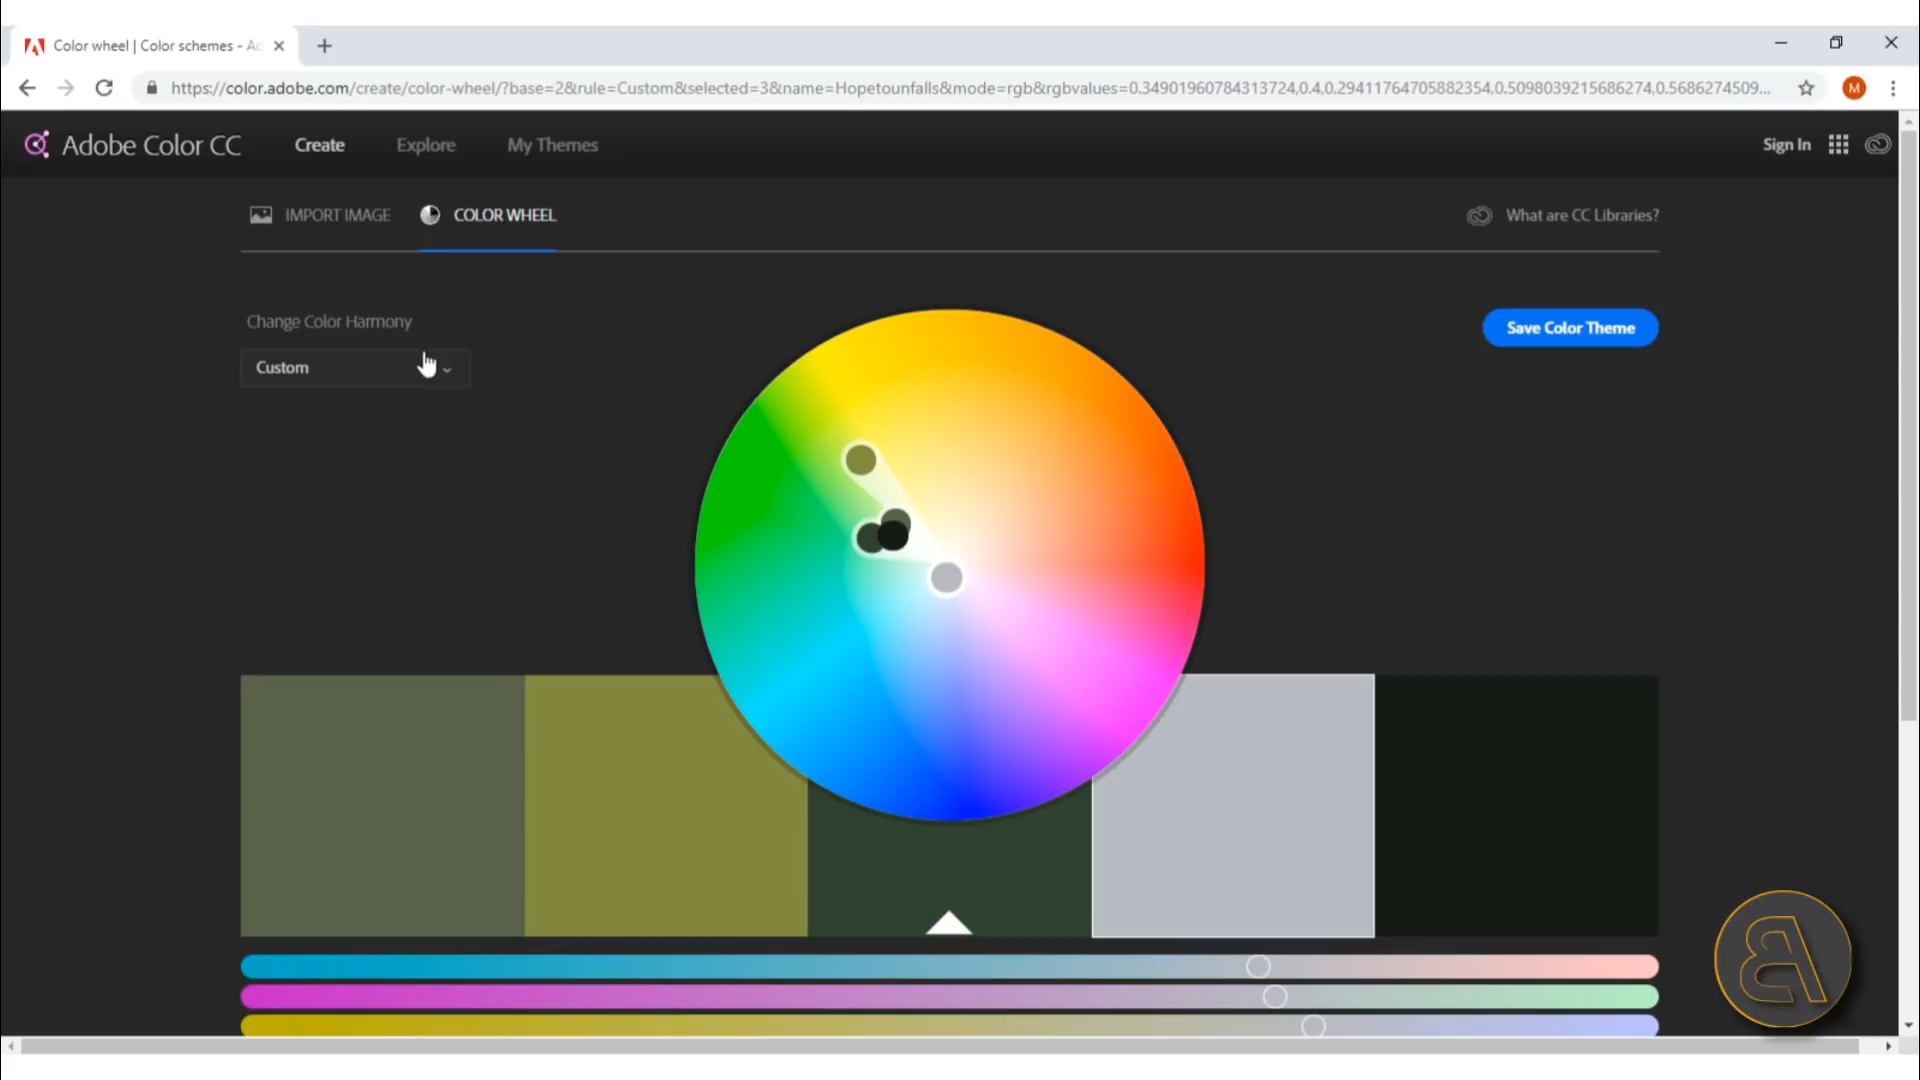 Color wheel | Color schemes - Ad
https://color.adobe.com/create/color-wheel/?base=2&rule=Custom&selected=3&name=Hopetounfalls&mode=rgb&rgbvalues=0.34901960784313724,0.4,0.29411764705882354,0.5098039215686274,0.5686274509...
M
Adobe Color CC
Create
Explore
My Themes
Sign In
IMPORT IMAGE
COLOR WHEEL
What are CC Libraries?
Change Color Harmony
Custom
Save Color Theme